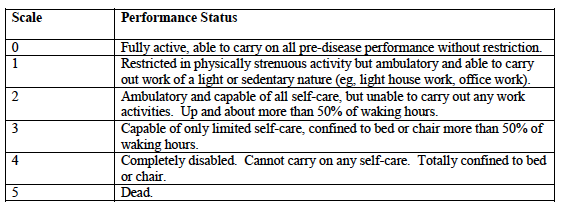 Scale Performance Status
0 Fully active, able to carry on all pre-disease performance without restriction.
1 Restricted in physically strenuous activity but ambulatory and able to carry
out work of a light or sedentary nature (eg, light house work, office work).
2 Ambulatory and capable of all self-care, but unable to carry out any work
activities. Up and about more than 50% of waking hours.
3 Capable of only limited self-care, confined to bed or chair more than 50% of
waking hours.
4 Completely disabled. Cannot carry on any self-care. Totally confined to bed
or chair.
5 Dead.